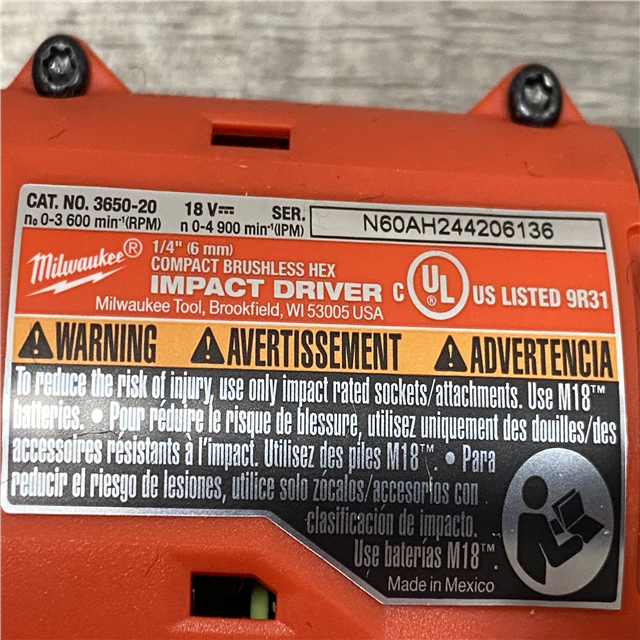 CAT. NO. 3650-20 18 V⎓ SER. N60AH244206136
n₀ 0-3 600 min⁻¹(RPM) n 0-4 900 min⁻¹(IPM)
Milwaukee®
1/4" (6 mm)
COMPACT BRUSHLESS HEX
IMPACT DRIVER
Milwaukee Tool, Brookfield, WI 53005 USA
C UL® US LISTED 9R31
WARNING AVERTISSEMENT ADVERTENCIA
To reduce the risk of injury, use only impact rated sockets/attachments. Use M18™
batteries. • Pour réduire le risque de blessure, utilisez uniquement des douilles/des
accessoires résistants à l'impact. Utilisez des piles M18™. • Para
reducir el riesgo de lesiones, utilice solo zócalos/accesorios con
clasificación de impacto.
Use baterías M18™.
Made in Mexico